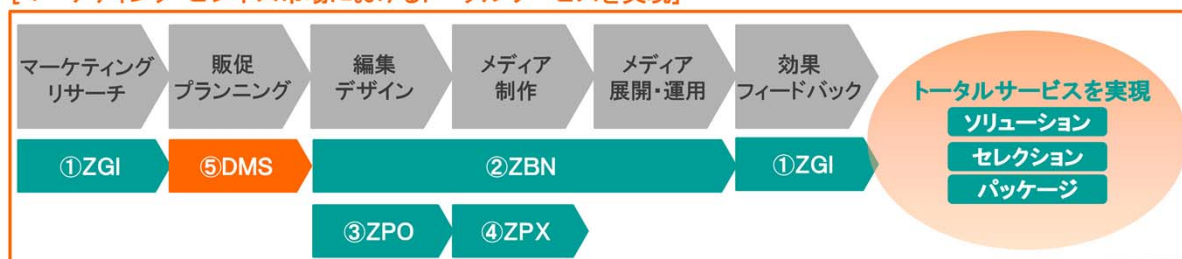 マーケティング
リサーチ
販促
プランニング
編集
デザイン
メディア
制作
メディア
展開・運用
効果
フィードバック
トータルサービスを実現
ソリューション
セレクション
パッケージ
①ZGI
⑤DMS
②ZBN
①ZGI
③ZPO
④ZPX